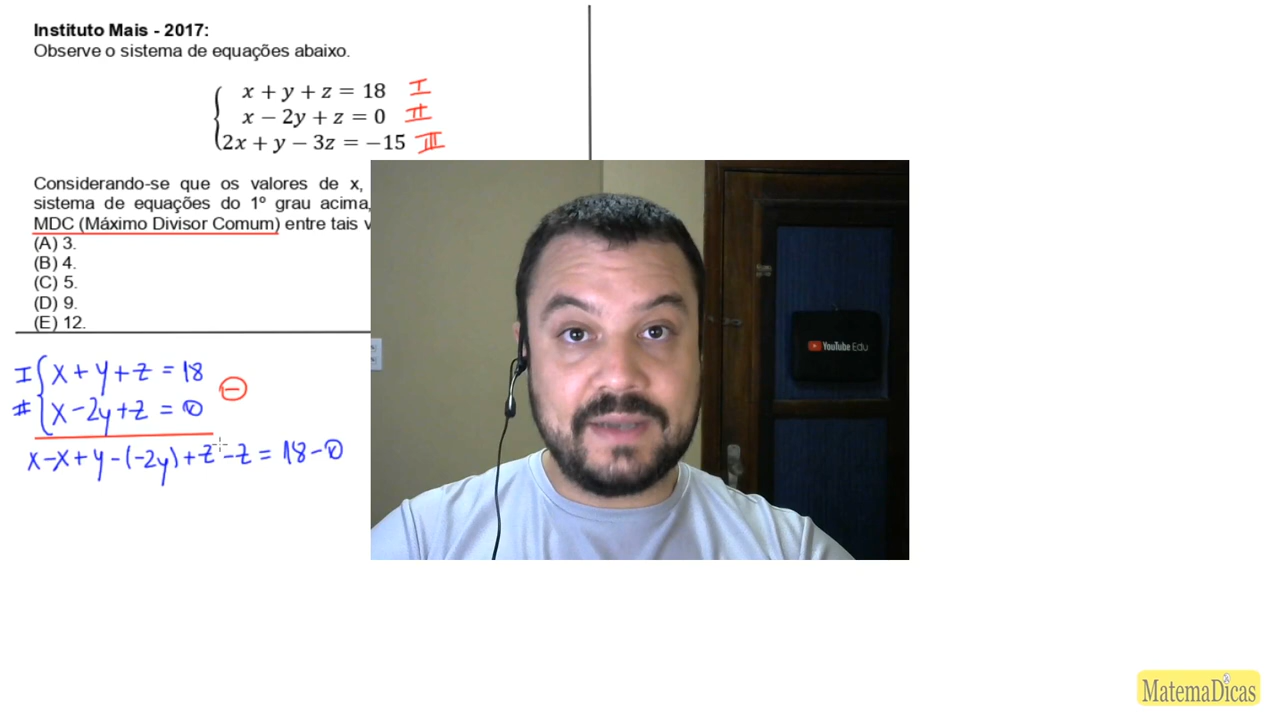 Instituto Mais - 2017:
Observe o sistema de equações abaixo.
x + y + z = 18 I
x − 2y + z = 0 II
2x + y − 3z = −15 III
Considerando-se que os valores de x,
sistema de equações do 1º grau acima,
MDC (Máximo Divisor Comum) entre tais v
(A) 3.
(B) 4.
(C) 5.
(D) 9.
(E) 12.
I x + y + z = 18
II x - 2y + z = 0
x - x + y - (-2y) + z - z = 18 - 0
YouTube Edu
MatemaDicas